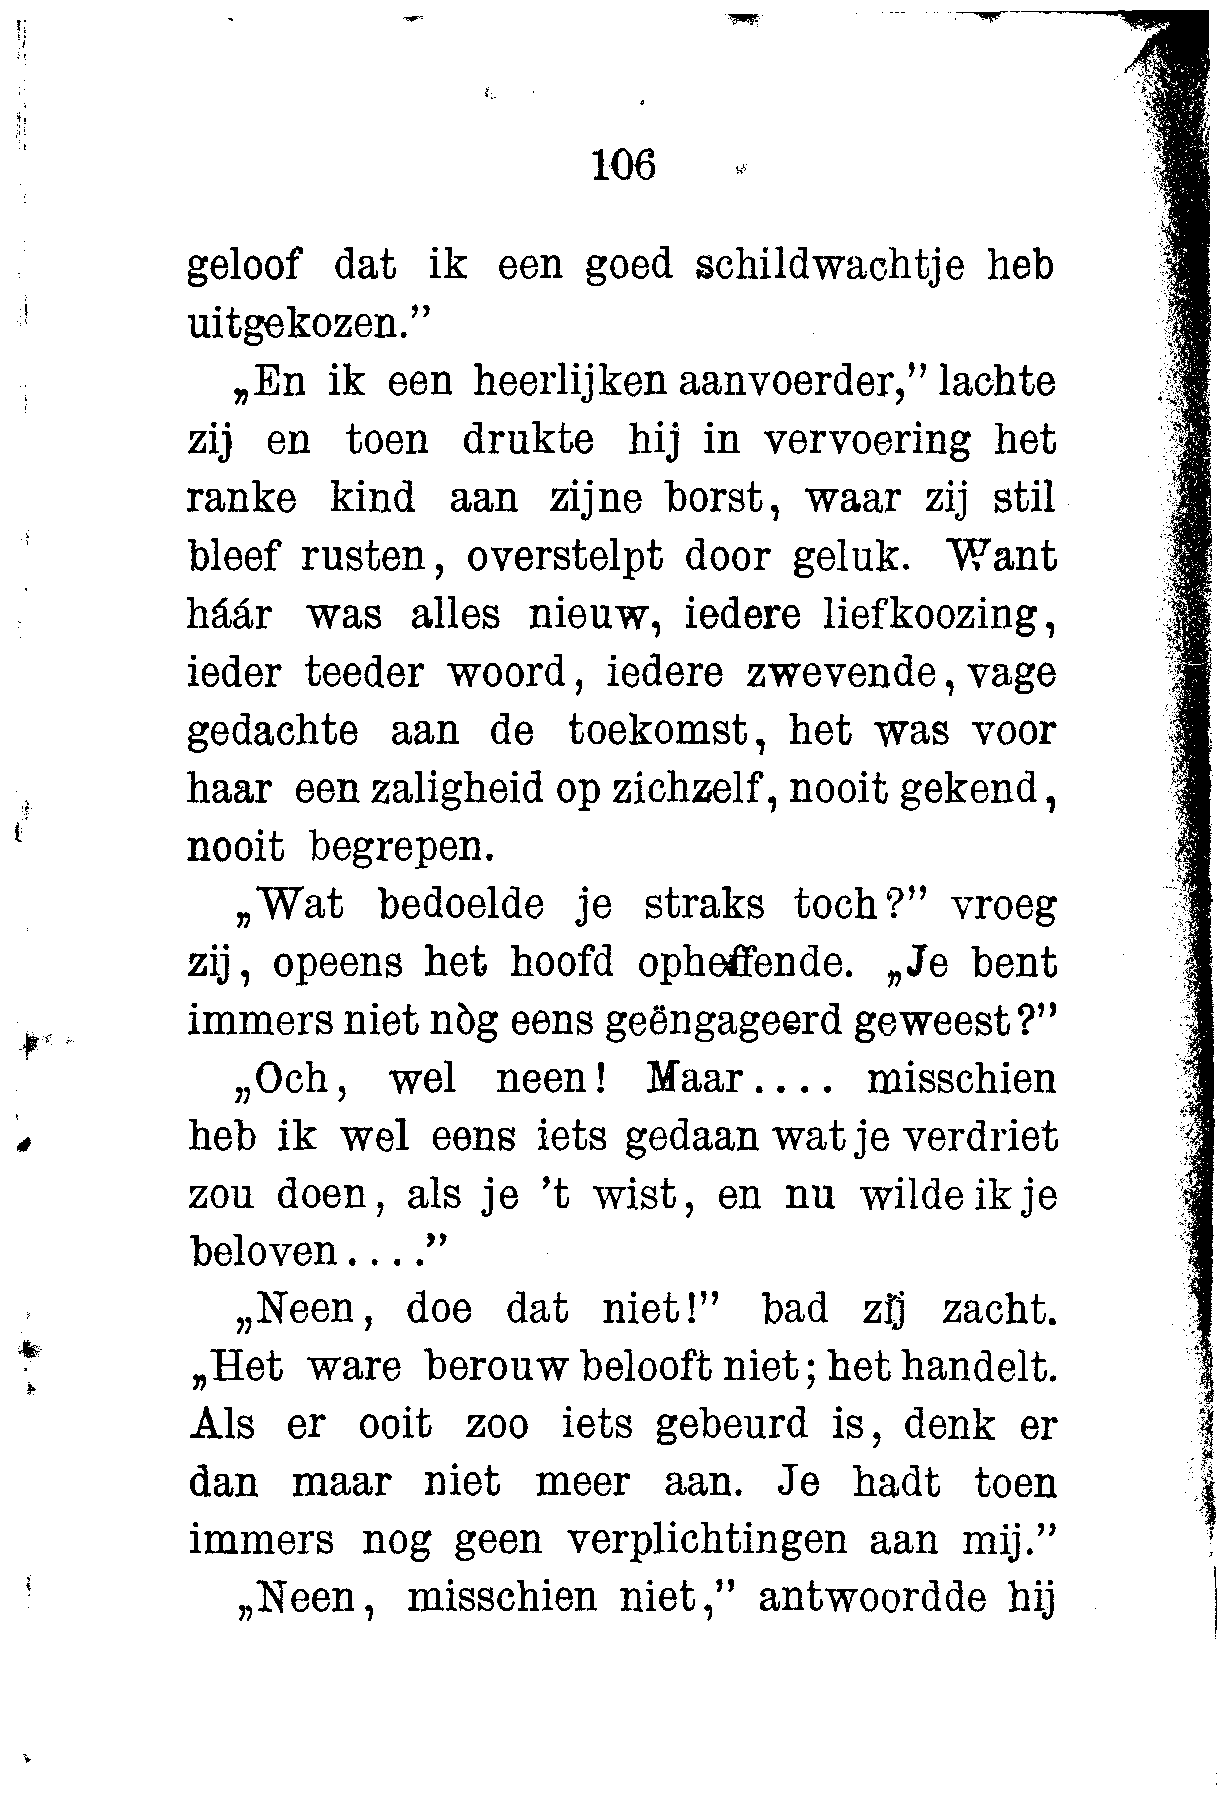 106
geloof dat ik een goed schildwachtje heb
uitgekozen.”
„En ik een heerlijken aanvoerder,” lachte
zij en toen drukte hij in vervoering het
ranke kind aan zijne borst, waar zij stil
bleef rusten, overstelpt door geluk. Want
háár was alles nieuw, iedere liefkoozing,
ieder teeder woord, iedere zwevende, vage
gedachte aan de toekomst, het was voor
haar een zaligheid op zichzelf, nooit gekend,
nooit begrepen.
„Wat bedoelde je straks toch?” vroeg
zij, opeens het hoofd opheffende. „Je bent
immers niet nòg eens geëngageerd geweest?”
„Och, wel neen! Maar.... misschien
heb ik wel eens iets gedaan wat je verdriet
zou doen, als je ’t wist, en nu wilde ik je
beloven....”
„Neen, doe dat niet!” bad zij zacht.
„Het ware berouw belooft niet; het handelt.
Als er ooit zoo iets gebeurd is, denk er
dan maar niet meer aan. Je hadt toen
immers nog geen verplichtingen aan mij.”
„Neen, misschien niet,” antwoordde hij